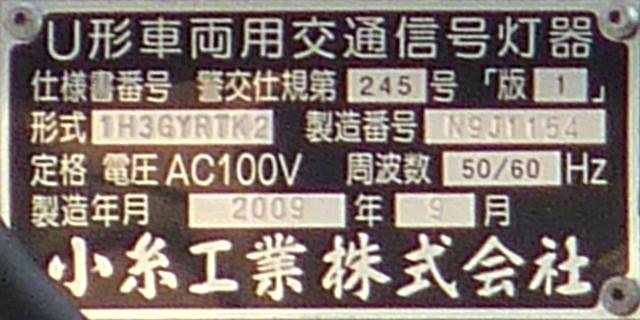 U形車両用交通信号灯器
仕様書番号 警交仕規第 245 号 「版 1 」
形式 1H3GYRTK2 製造番号 N9J1154
定格 電圧 AC100V 周波数 50/60 Hz
製造年月 2009 年 9 月
小糸工業株式会社